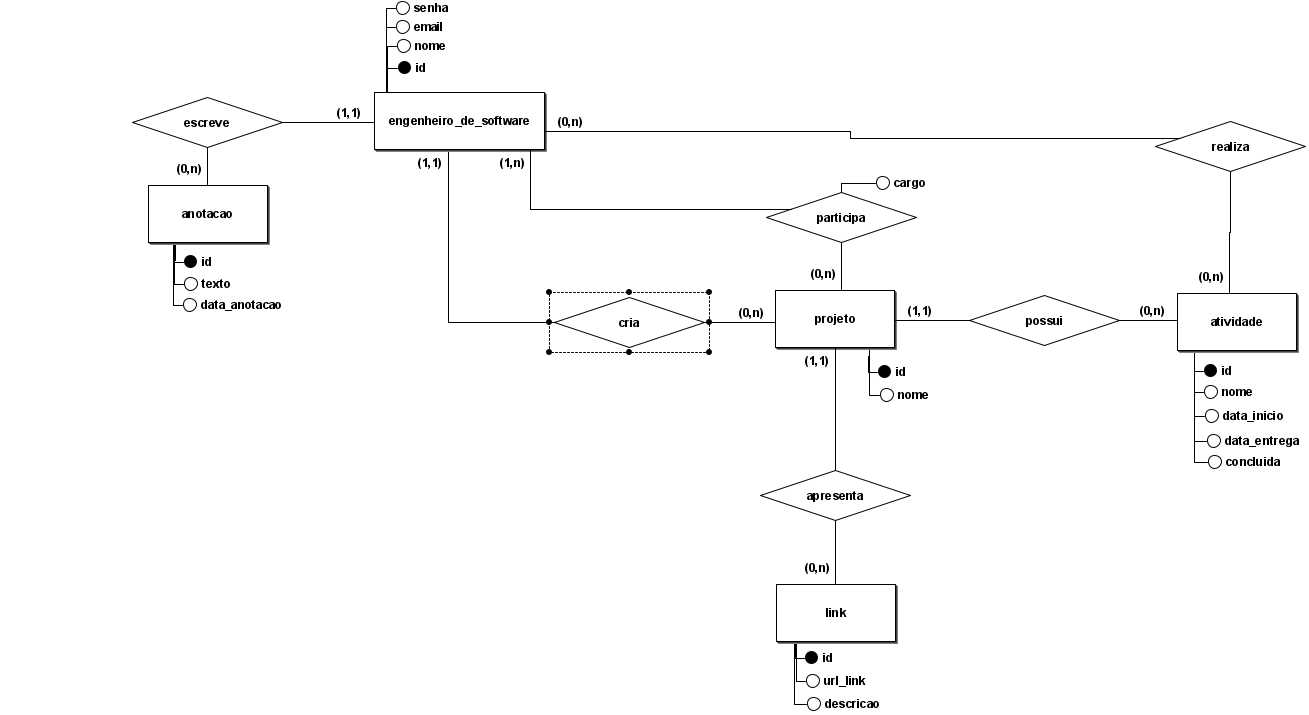 senha
email
nome
id
escreve
(1,1)
engenheiro_de_software
(0,n)
realiza
(0,n)
(1,1)
(1,n)
anotacao
cargo
participa
id
texto
data_anotacao
(0,n)
(0,n)
cria
(0,n)
projeto
(1,1)
possui
(0,n)
atividade
(1,1)
id
nome
id
nome
data_inicio
data_entrega
concluida
apresenta
(0,n)
link
id
url_link
descricao